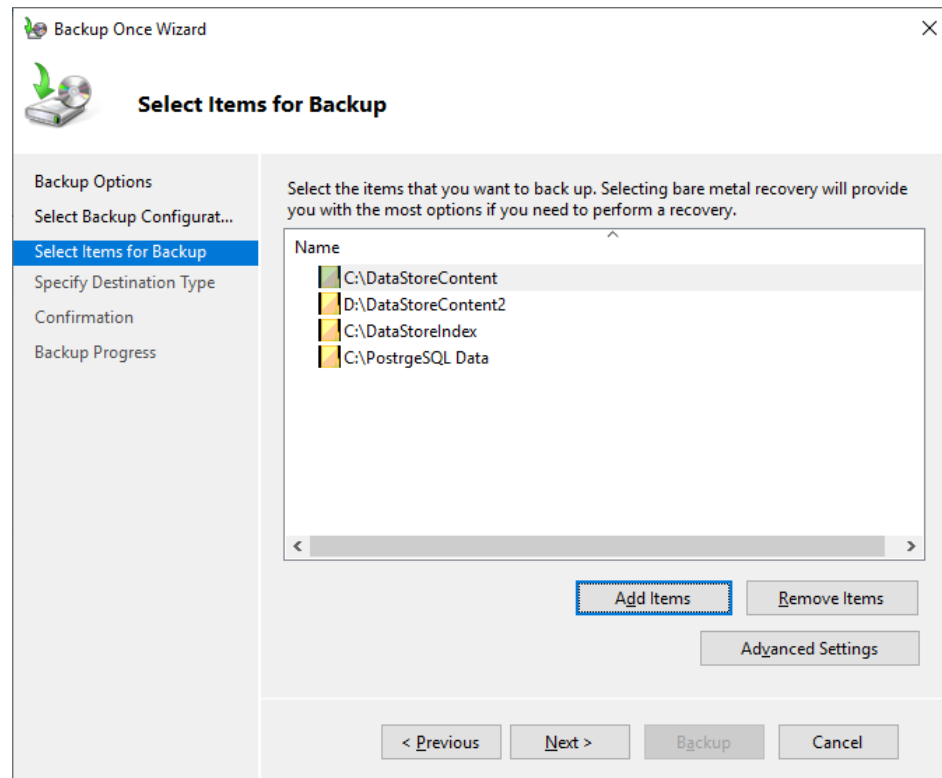 Backup Once Wizard
Select Items for Backup
Backup Options
Select Backup Configurat...
Select Items for Backup
Specify Destination Type
Confirmation
Backup Progress
Select the items that you want to back up. Selecting bare metal recovery will provide
you with the most options if you need to perform a recovery.
Name
C:\DataStoreContent
D:\DataStoreContent2
C:\DataStoreIndex
C:\PostrgeSQL Data
Add Items
Remove Items
Advanced Settings
< Previous
Next >
Backup
Cancel